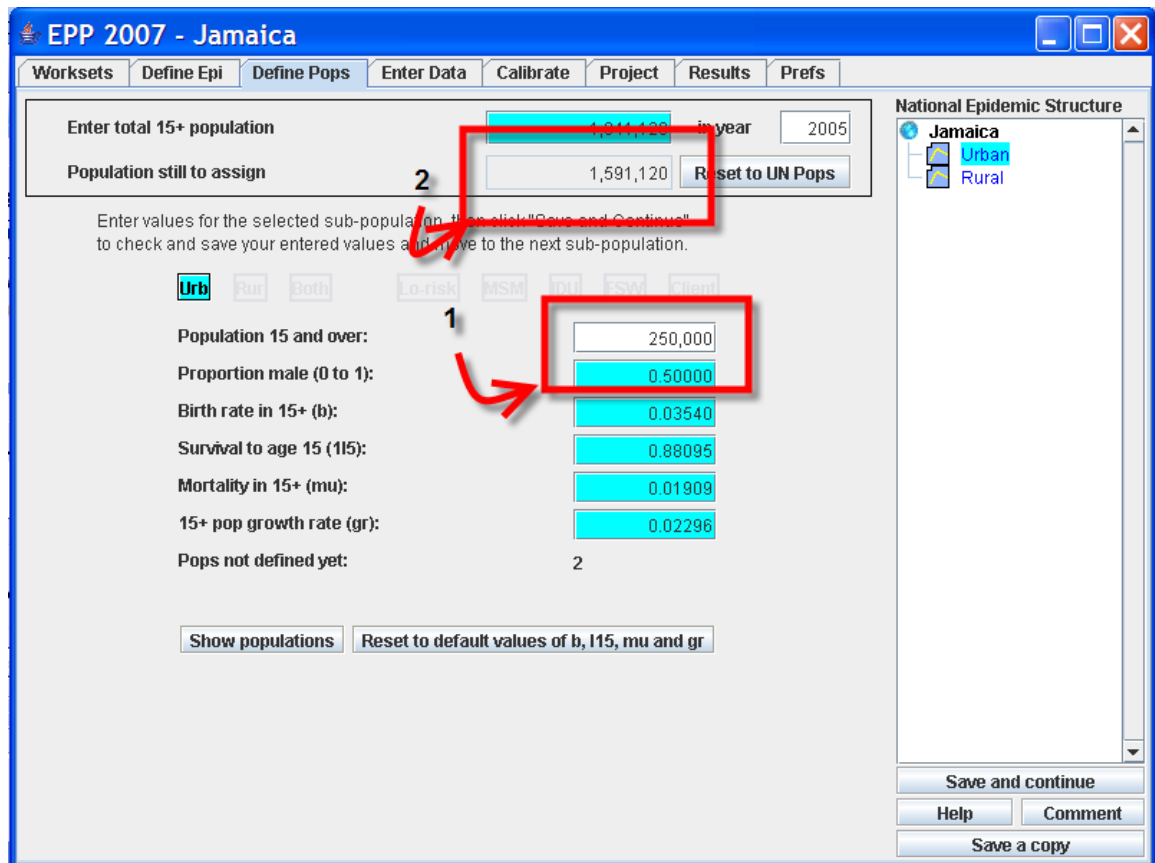 EPP 2007 - Jamaica
Worksets Define Epi Define Pops Enter Data Calibrate Project Results Prefs
Enter total 15+ population 1,841,120 in year 2005
Population still to assign 1,591,120 Reset to UN Pops
2
Enter values for the selected sub-population, then click "Save and Continue"
to check and save your entered values and move to the next sub-population.
Urb Rur Both Lo-risk MSM IDU FSW Client
1
Population 15 and over: 250,000
Proportion male (0 to 1): 0.50000
Birth rate in 15+ (b): 0.03540
Survival to age 15 (1l5): 0.88095
Mortality in 15+ (mu): 0.01909
15+ pop growth rate (gr): 0.02296
Pops not defined yet: 2
Show populations Reset to default values of b, l15, mu and gr
National Epidemic Structure
Jamaica
Urban
Rural
Save and continue
Help Comment
Save a copy